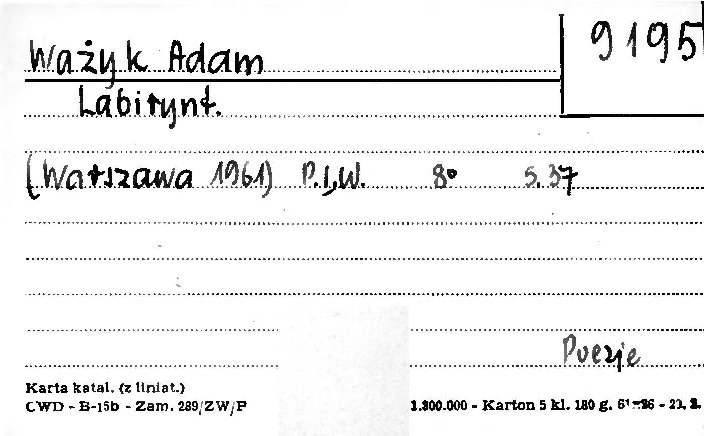 9195
Ważyk Adam
Labirynt.
(Warszawa 1961) P.I.W. 8° S. 37
Poezje
Karta katal. (z liniat.)
CWD - B-15b - Zam. 289/ZW/P
1.300.000 - Karton 5 kl. 180 g.